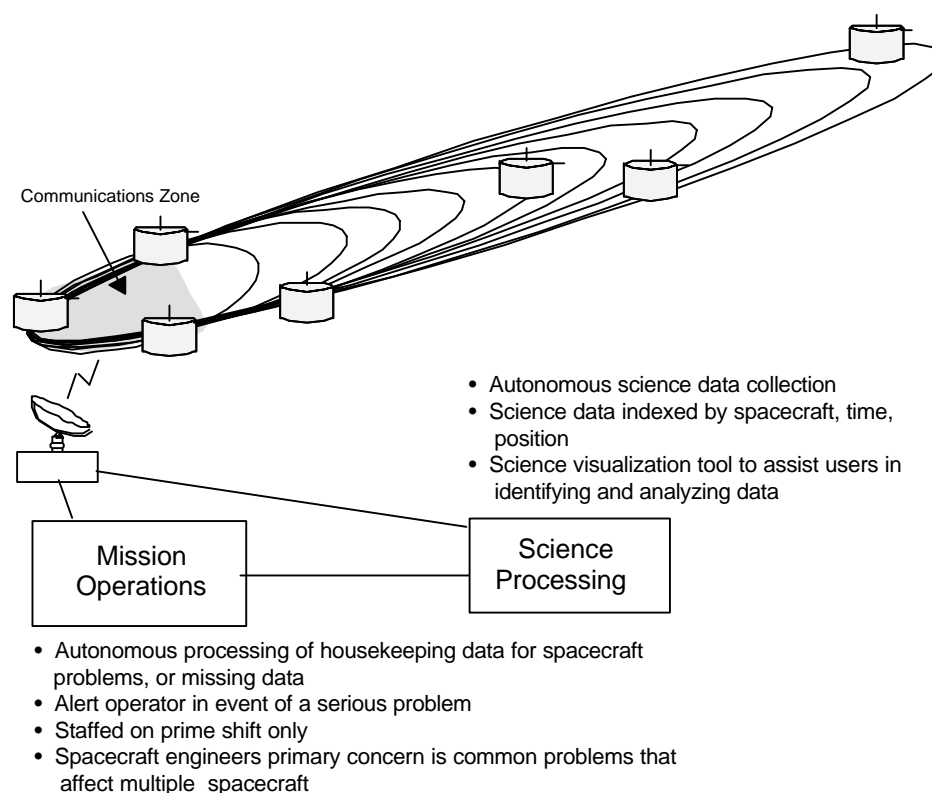 Communications Zone
• Autonomous science data collection
• Science data indexed by spacecraft, time,
position
• Science visualization tool to assist users in
identifying and analyzing data
Mission
Operations
Science
Processing
• Autonomous processing of housekeeping data for spacecraft
problems, or missing data
• Alert operator in event of a serious problem
• Staffed on prime shift only
• Spacecraft engineers primary concern is common problems that
affect multiple spacecraft